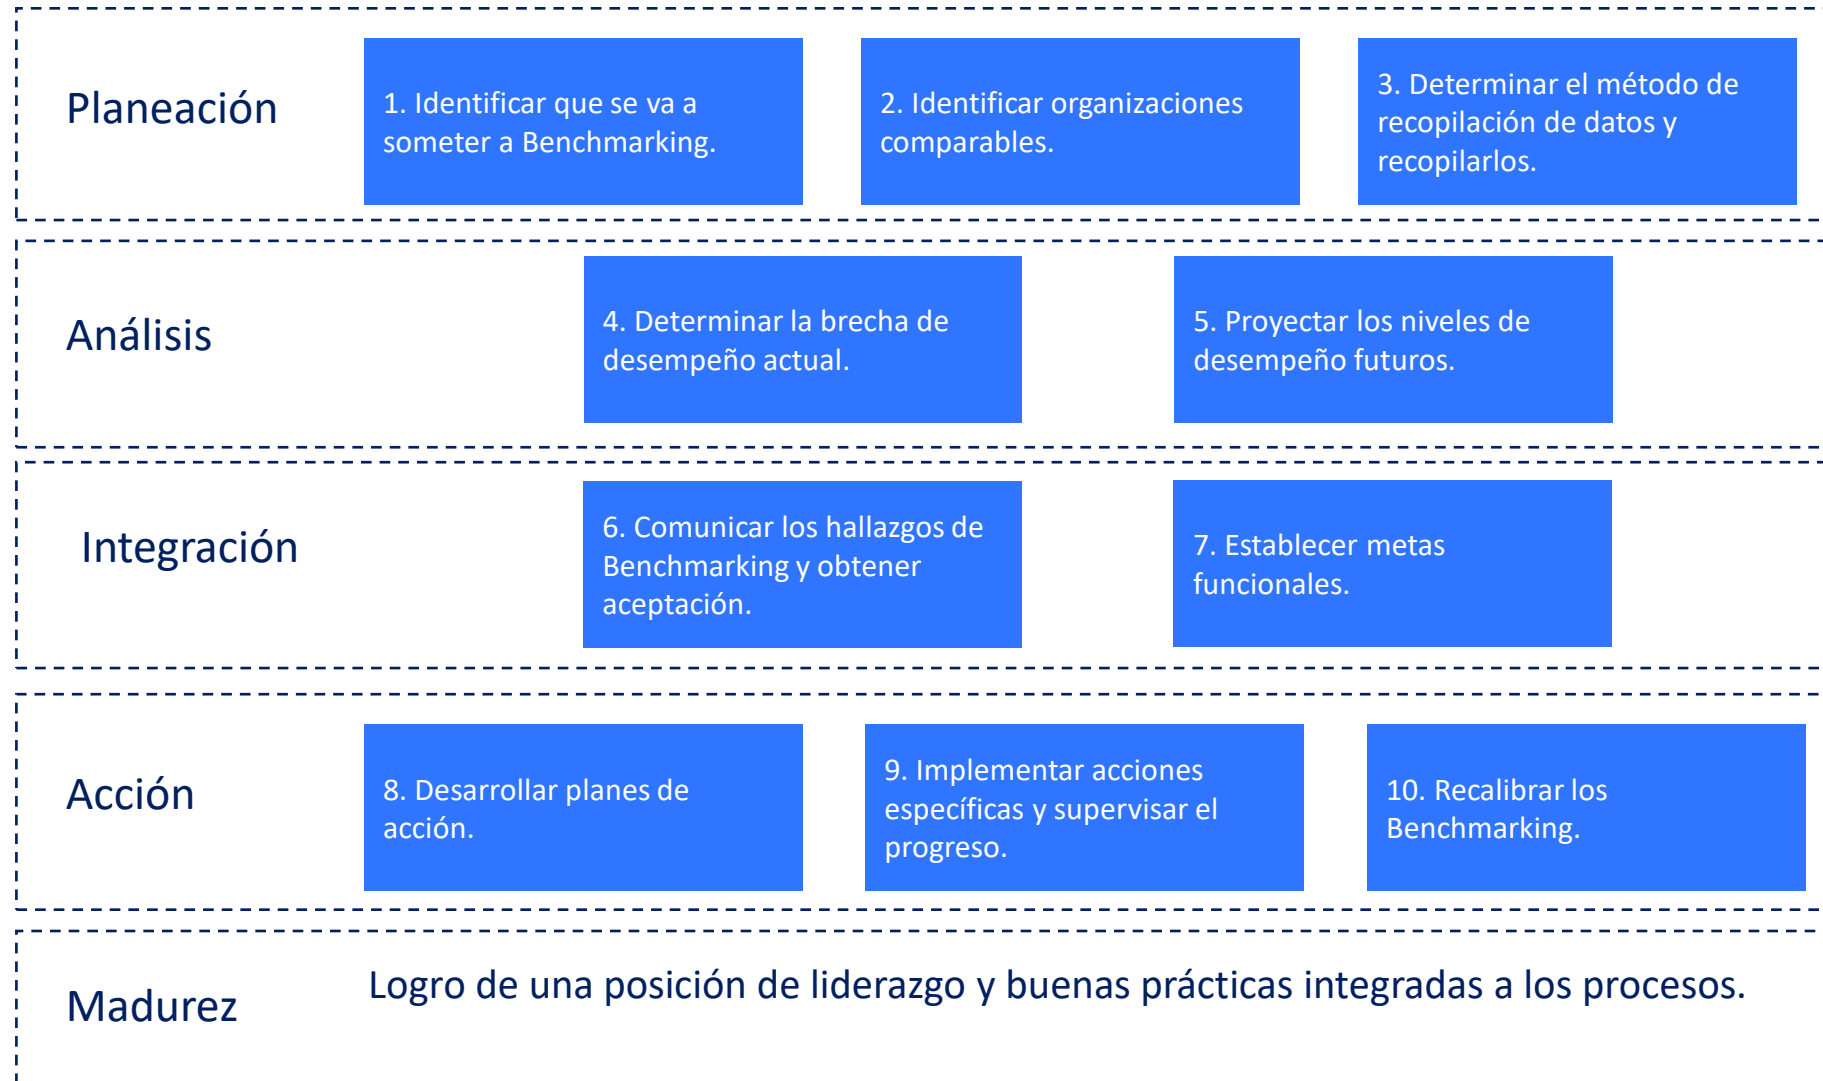 Planeación
1. Identificar que se va a
someter a Benchmarking.
2. Identificar organizaciones
comparables.
3. Determinar el método de
recopilación de datos y
recopilarlos.
Análisis
4. Determinar la brecha de
desempeño actual.
5. Proyectar los niveles de
desempeño futuros.
Integración
6. Comunicar los hallazgos de
Benchmarking y obtener
aceptación.
7. Establecer metas
funcionales.
Acción
8. Desarrollar planes de
acción.
9. Implementar acciones
específicas y supervisar el
progreso.
10. Recalibrar los
Benchmarking.
Madurez
Logro de una posición de liderazgo y buenas prácticas integradas a los procesos.